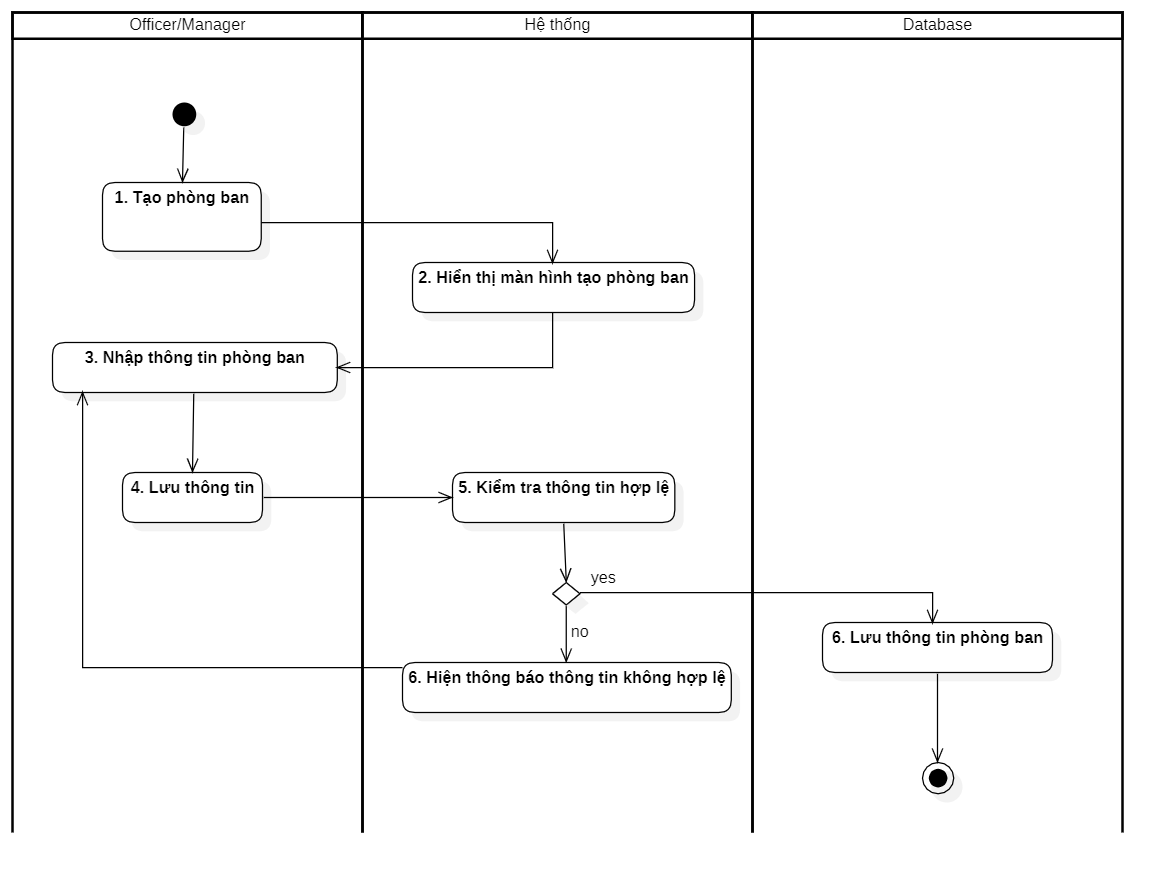 Officer/Manager
Hệ thống
Database
1. Tạo phòng ban
2. Hiển thị màn hình tạo phòng ban
3. Nhập thông tin phòng ban
4. Lưu thông tin
5. Kiểm tra thông tin hợp lệ
yes
no
6. Lưu thông tin phòng ban
6. Hiện thông báo thông tin không hợp lệ